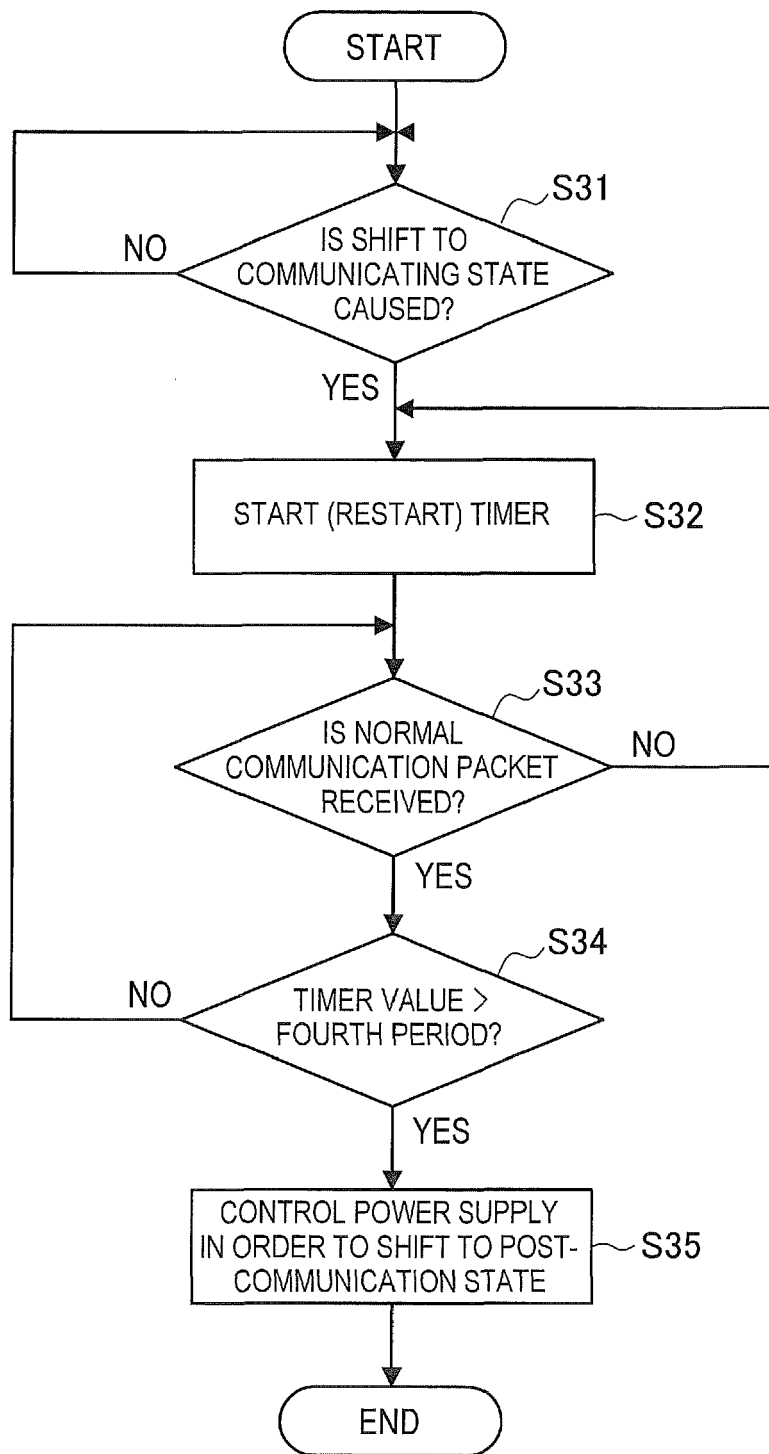 START
S31
NO
IS SHIFT TO
COMMUNICATING STATE
CAUSED?
YES
START (RESTART) TIMER
S32
S33
IS NORMAL
COMMUNICATION PACKET
RECEIVED?
NO
YES
S34
NO
TIMER VALUE >
FOURTH PERIOD?
YES
CONTROL POWER SUPPLY
IN ORDER TO SHIFT TO POST-
COMMUNICATION STATE
S35
END